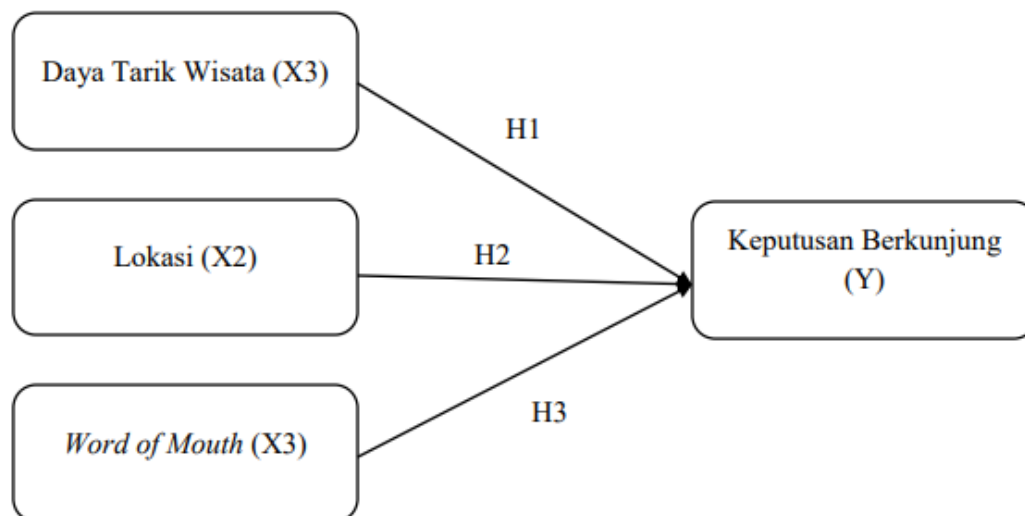 Daya Tarik Wisata (X3)
H1
Lokasi (X2)
H2
Keputusan Berkunjung
(Y)
H3
Word of Mouth (X3)